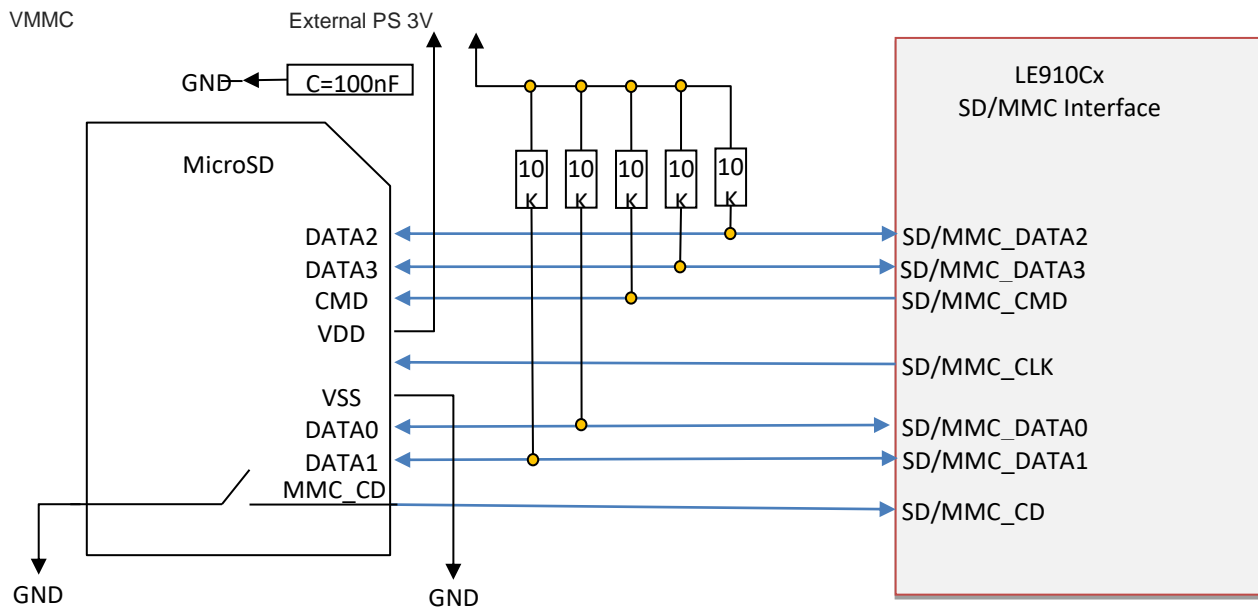 VMMC
External PS 3V
GND
C=100nF
LE910Cx
SD/MMC Interface
MicroSD
10
K
10
K
10
K
10
K
10
K
DATA2
DATA3
CMD
VDD
VSS
DATA0
DATA1
MMC_CD
SD/MMC_DATA2
SD/MMC_DATA3
SD/MMC_CMD
SD/MMC_CLK
SD/MMC_DATA0
SD/MMC_DATA1
SD/MMC_CD
GND
GND